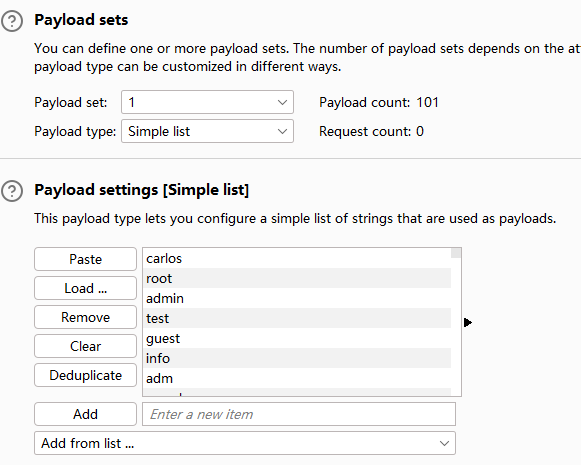 Payload sets
You can define one or more payload sets. The number of payload sets depends on the
payload type can be customized in different ways.
Payload set: 1 Payload count: 101
Payload type: Simple list Request count: 0
Payload settings [Simple list]
This payload type lets you configure a simple list of strings that are used as payloads.
Paste
Load ...
Remove
Clear
Deduplicate
carlos
root
admin
test
guest
info
adm
Add Enter a new item
Add from list ...